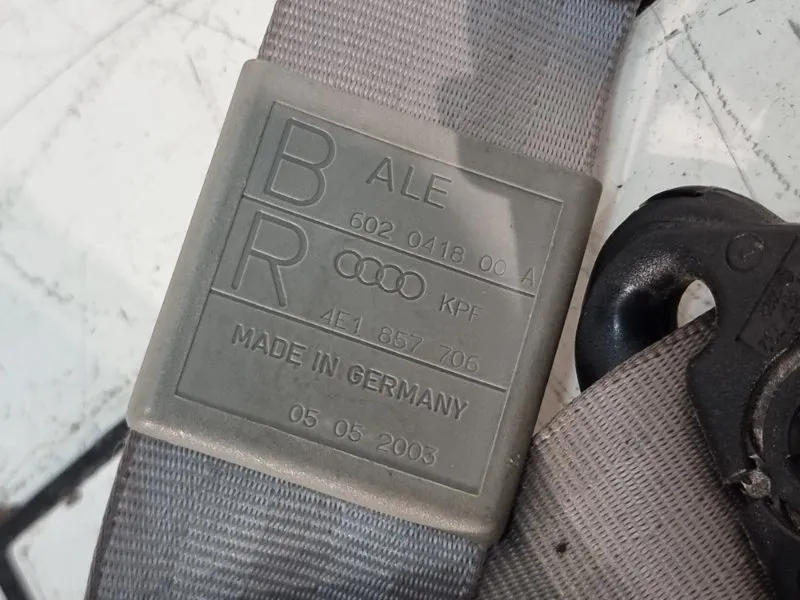 B ALE
602 0418 00 A
R KPF
4E1 857 706
MADE IN GERMANY
05 05 2003